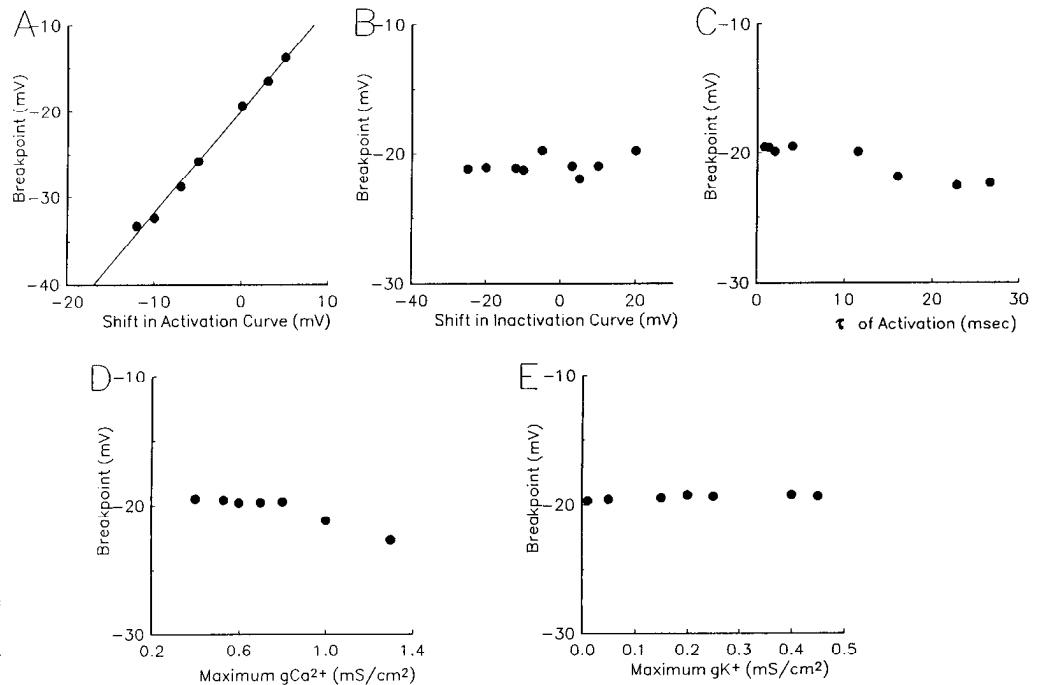 A
Breakpoint (mV)
−10
−20
−30
−40
−20 −10 0 10
Shift in Activation Curve (mV)
B
Breakpoint (mV)
−10
−20
−30
−40 −20 0 20
Shift in Inactivation Curve (mV)
C
Breakpoint (mV)
−10
−20
−30
0 10 20 30
τ of Activation (msec)
D
Breakpoint (mV)
−10
−20
−30
0.2 0.6 1.0 1.4
Maximum gCa2+ (mS/cm²)
E
Breakpoint (mV)
−10
−20
−30
0.0 0.1 0.2 0.3 0.4 0.5
Maximum gK+ (mS/cm²)